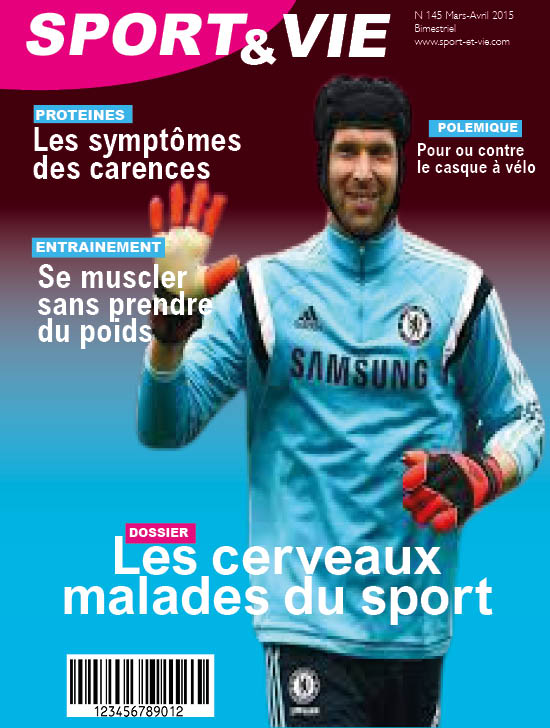 SPORT&VIE
N 145 Mars-Avril 2015
Bimestriel
www.sport-et-vie.com
PROTEINES
Les symptômes
des carences
POLEMIQUE
Pour ou contre
le casque à vélo
ENTRAINEMENT
Se muscler
sans prendre
du poids
adidas
SAMSUNG
DOSSIER
Les cerveaux
malades du sport
123456789012